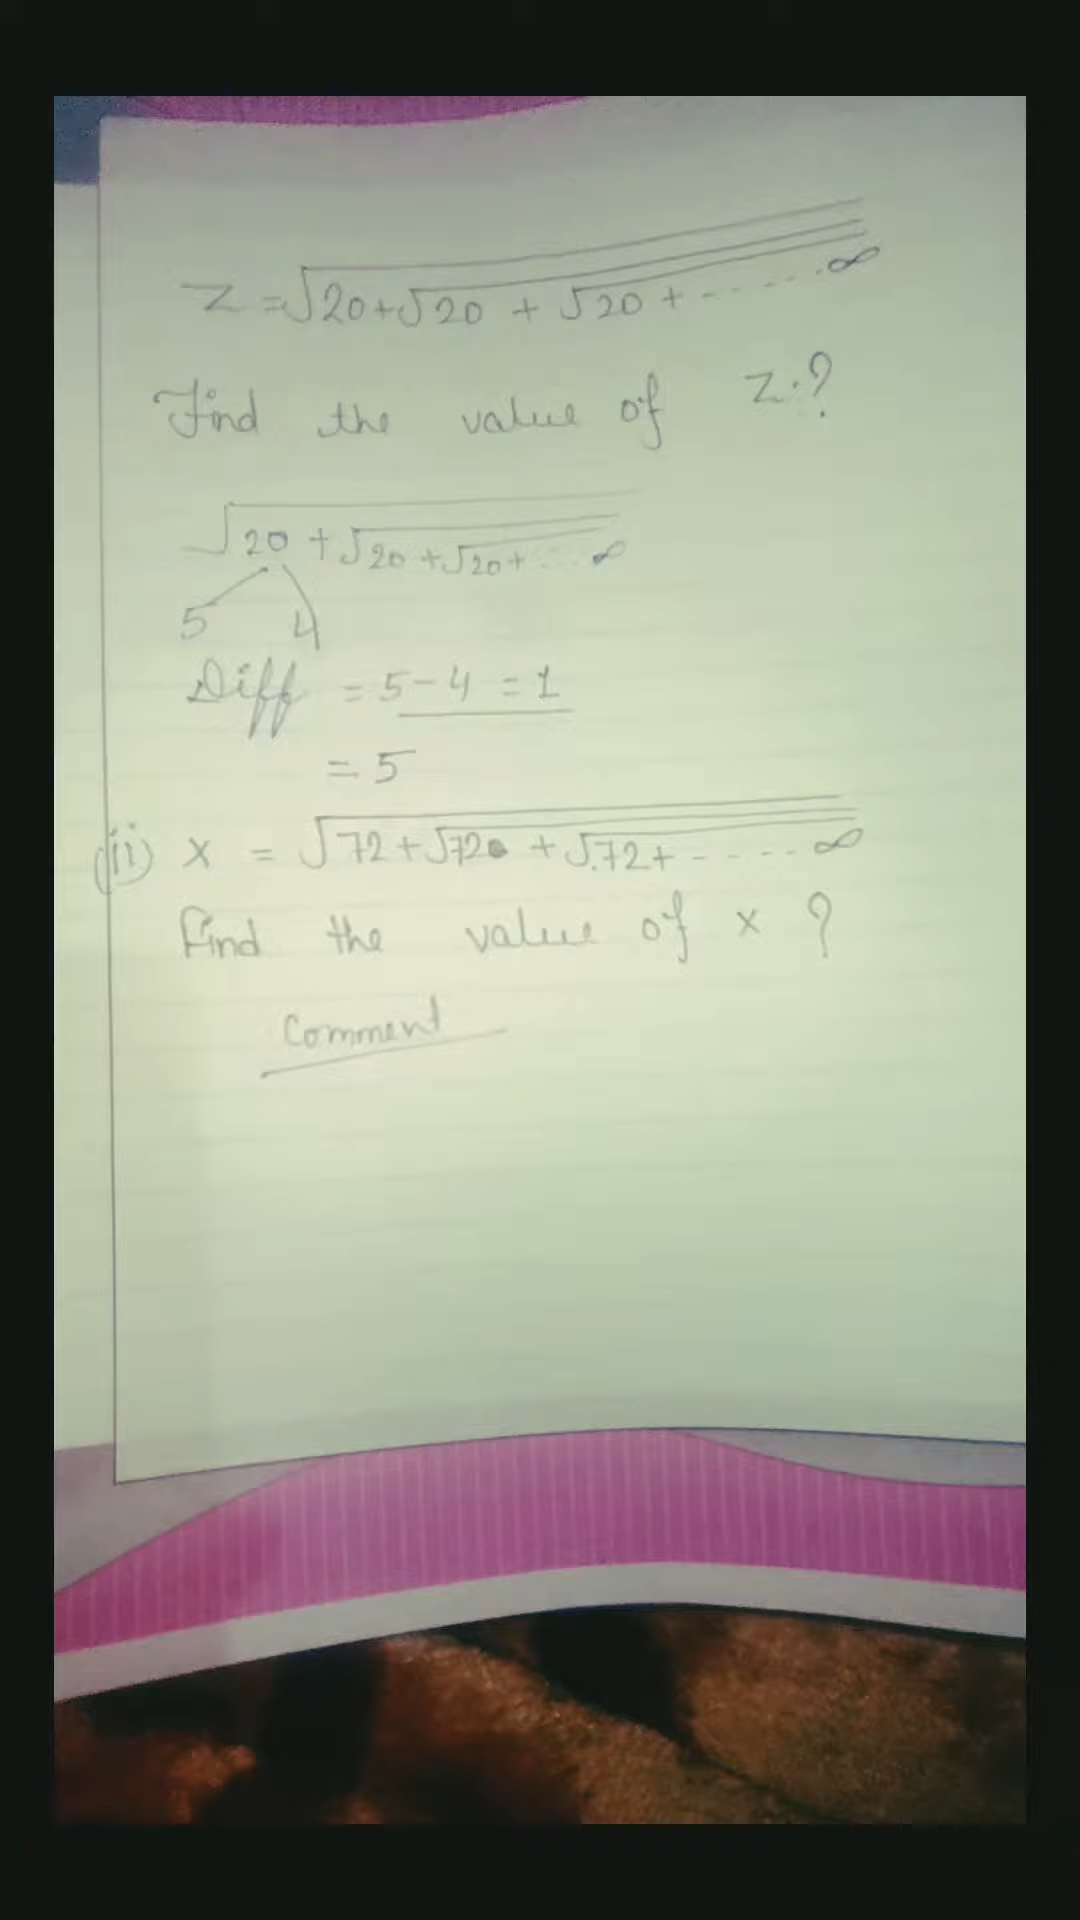 Z = √20+√20 + √20 + - - - . . . . ∞
Find the value of Z.?
√20 + √20 + √20 + . . . . ∞
5 4
Diff = 5 - 4 = 1
= 5
(ii) x = √72 + √72 + √.72 + - - - - . . ∞
Find the value of x ?
Comment